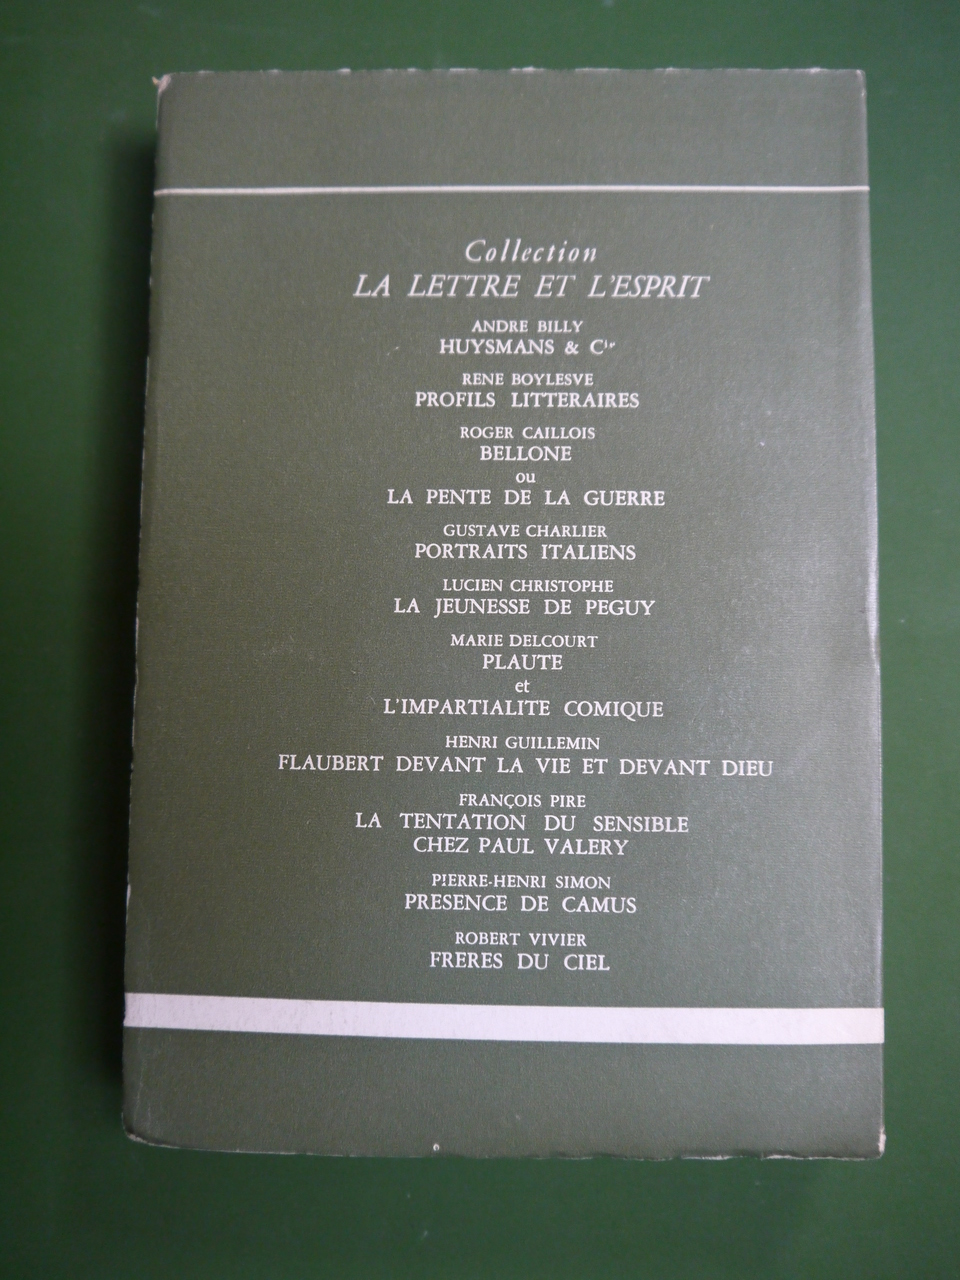 Collection
LA LETTRE ET L'ESPRIT
ANDRE BILLY
HUYSMANS & Cie
RENE BOYLESVE
PROFILS LITTERAIRES
ROGER CAILLOIS
BELLONE
ou
LA PENTE DE LA GUERRE
GUSTAVE CHARLIER
PORTRAITS ITALIENS
LUCIEN CHRISTOPHE
LA JEUNESSE DE PEGUY
MARIE DELCOURT
PLAUTE
et
L'IMPARTIALITE COMIQUE
HENRI GUILLEMIN
FLAUBERT DEVANT LA VIE ET DEVANT DIEU
FRANÇOIS PIRE
LA TENTATION DU SENSIBLE
CHEZ PAUL VALERY
PIERRE-HENRI SIMON
PRESENCE DE CAMUS
ROBERT VIVIER
FRERES DU CIEL